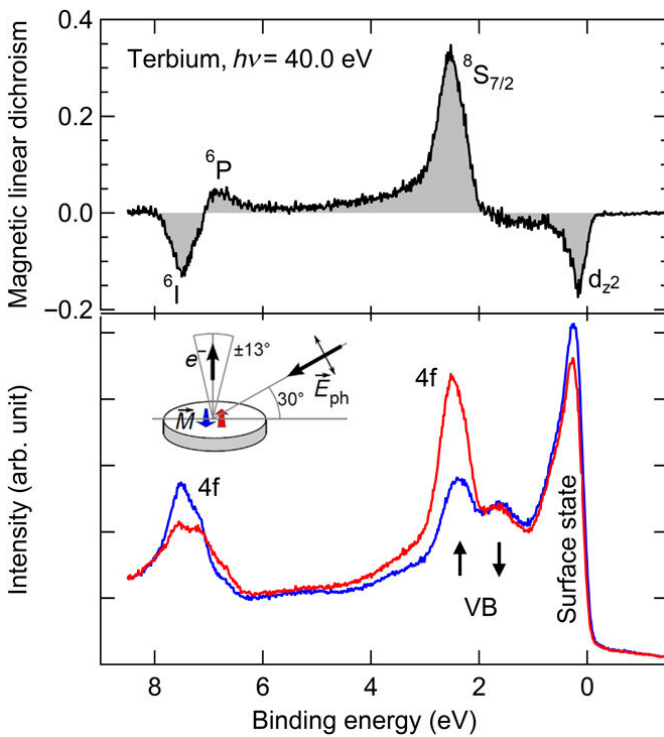 Magnetic linear dichroism
0.4
0.2
0.0
−0.2
Terbium, hν = 40.0 eV
⁸S₇/₂
⁶P
⁶I
d_z²
Intensity (arb. unit)
e⁻
±13°
E⃗ph
30°
M⃗
4f
4f
VB
Surface state
8
6
4
2
0
Binding energy (eV)